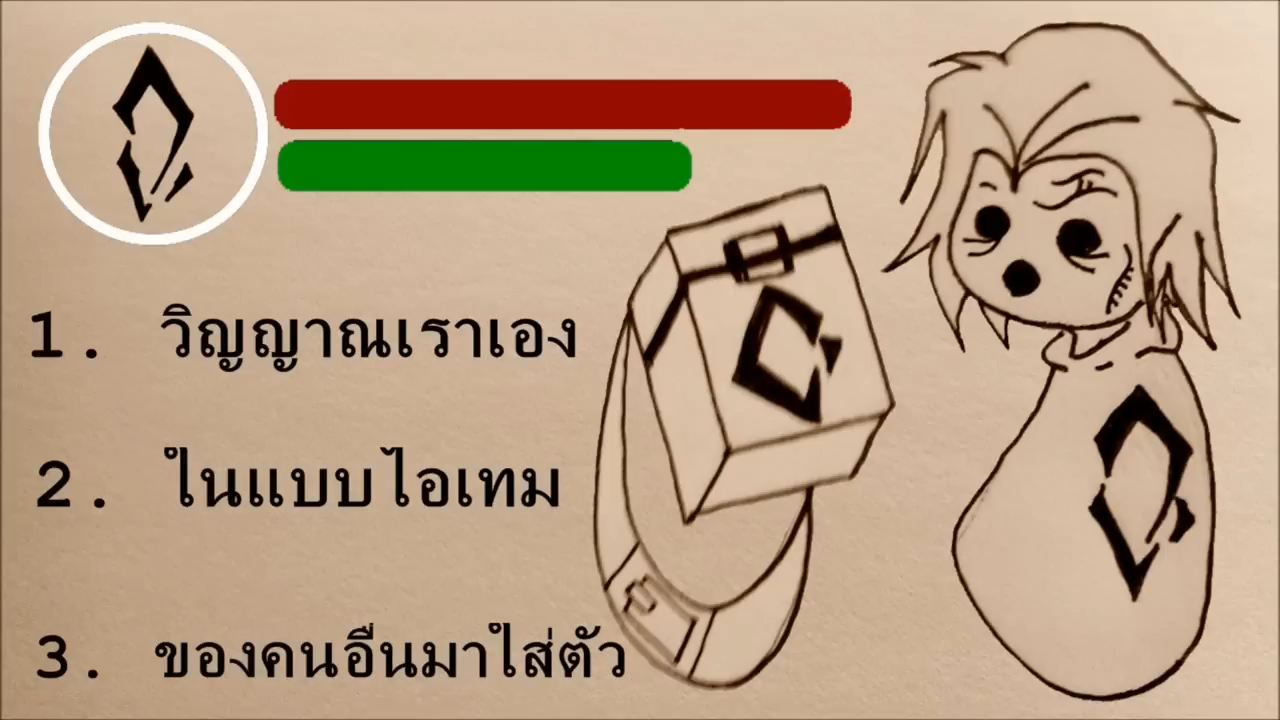 1. วิญญาณเราเอง
2. ในแบบไอเทม
3. ของคนอื่นมาใส่ตัว